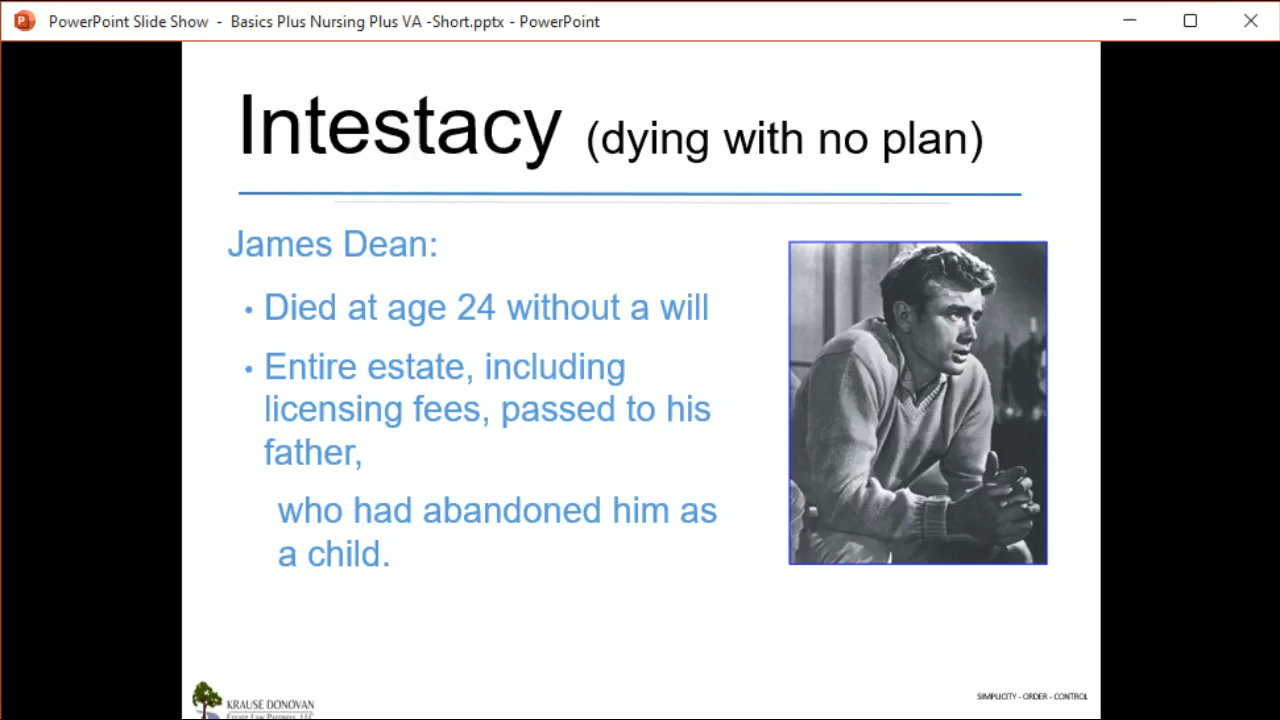 PowerPoint Slide Show - Basics Plus Nursing Plus VA -Short.pptx - PowerPoint
Intestacy (dying with no plan)
James Dean:
• Died at age 24 without a will
• Entire estate, including
licensing fees, passed to his
father,
who had abandoned him as
a child.
KRAUSE DONOVAN
Estate Law Partners, LLC
SIMPLICITY - ORDER - CONTROL